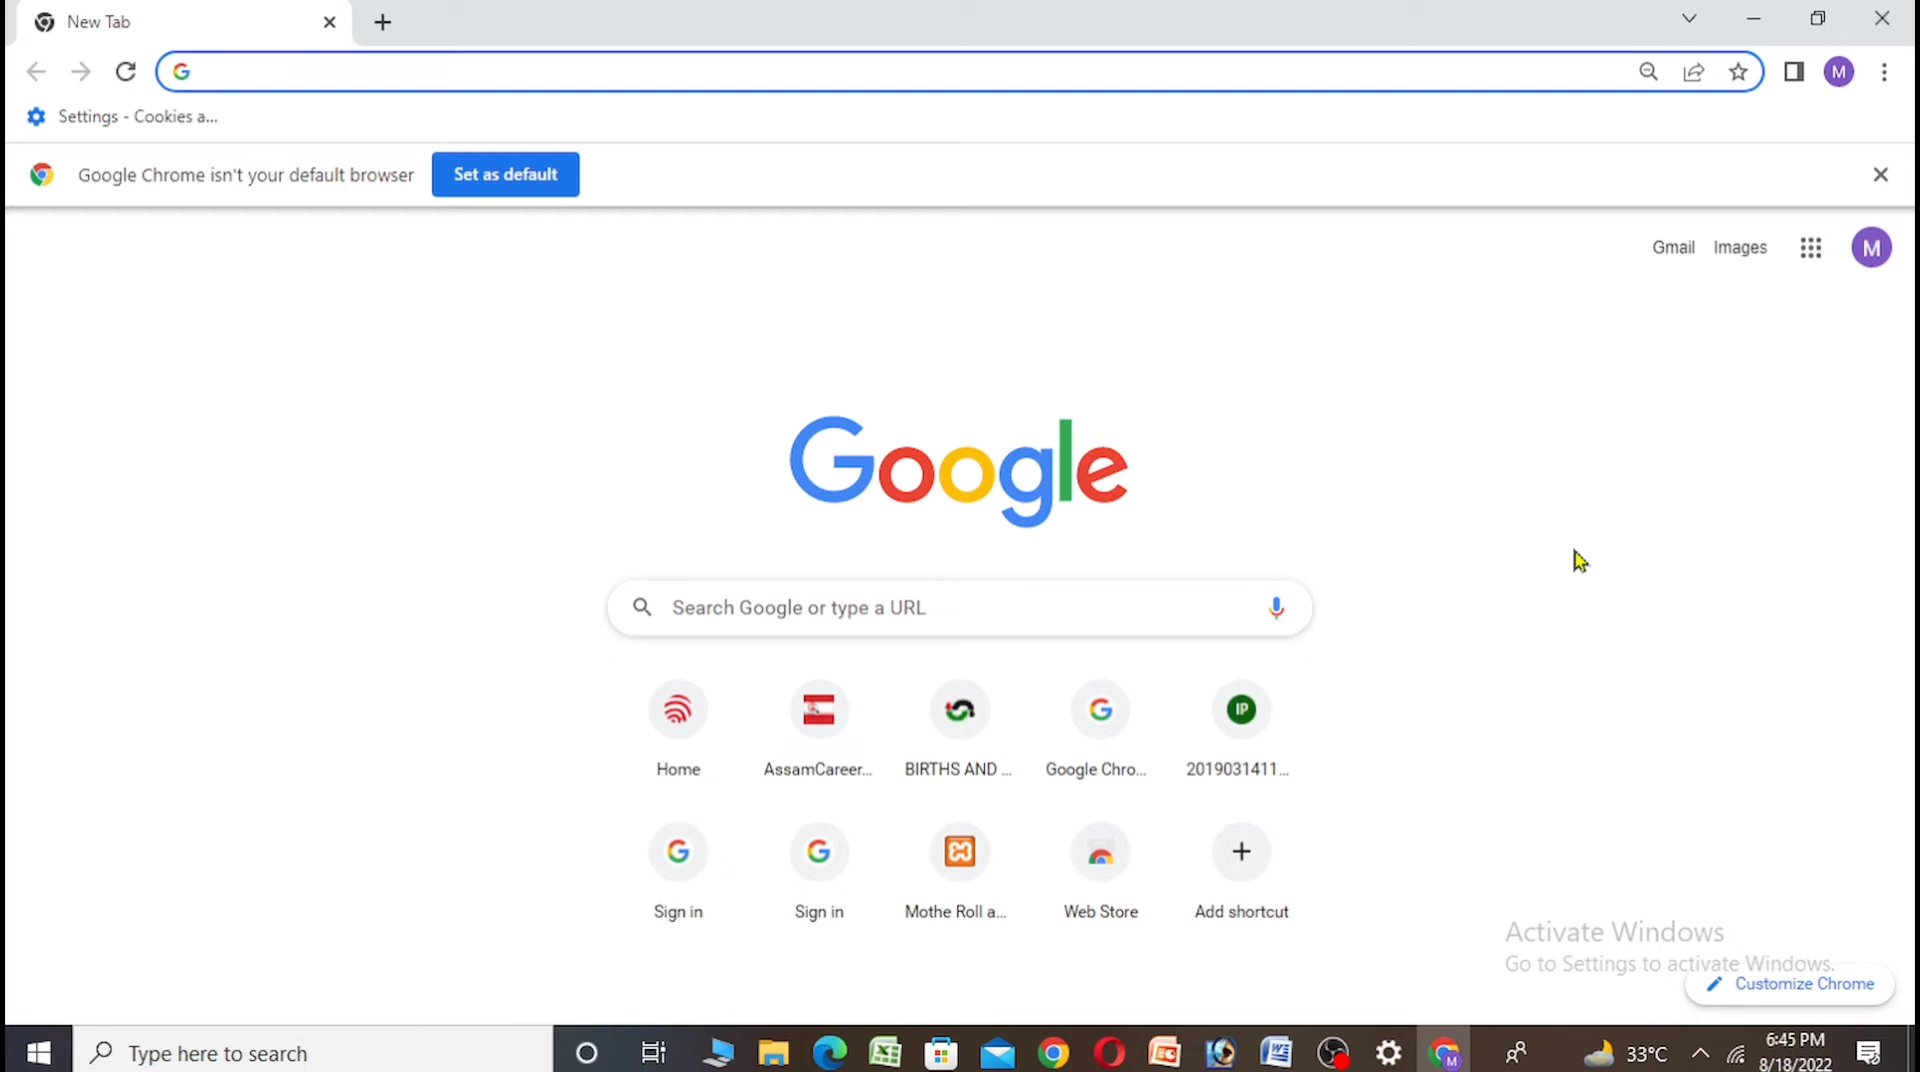 New Tab
Settings - Cookies a...
Google Chrome isn't your default browser
Set as default
M
Gmail
Images
M
Google
Search Google or type a URL
Home
AssamCareer...
BIRTHS AND ...
Google Chro...
IP
2019031411...
Sign in
Sign in
Mothe Roll a...
Web Store
Add shortcut
Activate Windows
Go to Settings to activate Windows.
Customize Chrome
Type here to search
33°C
6:45 PM
8/18/2022